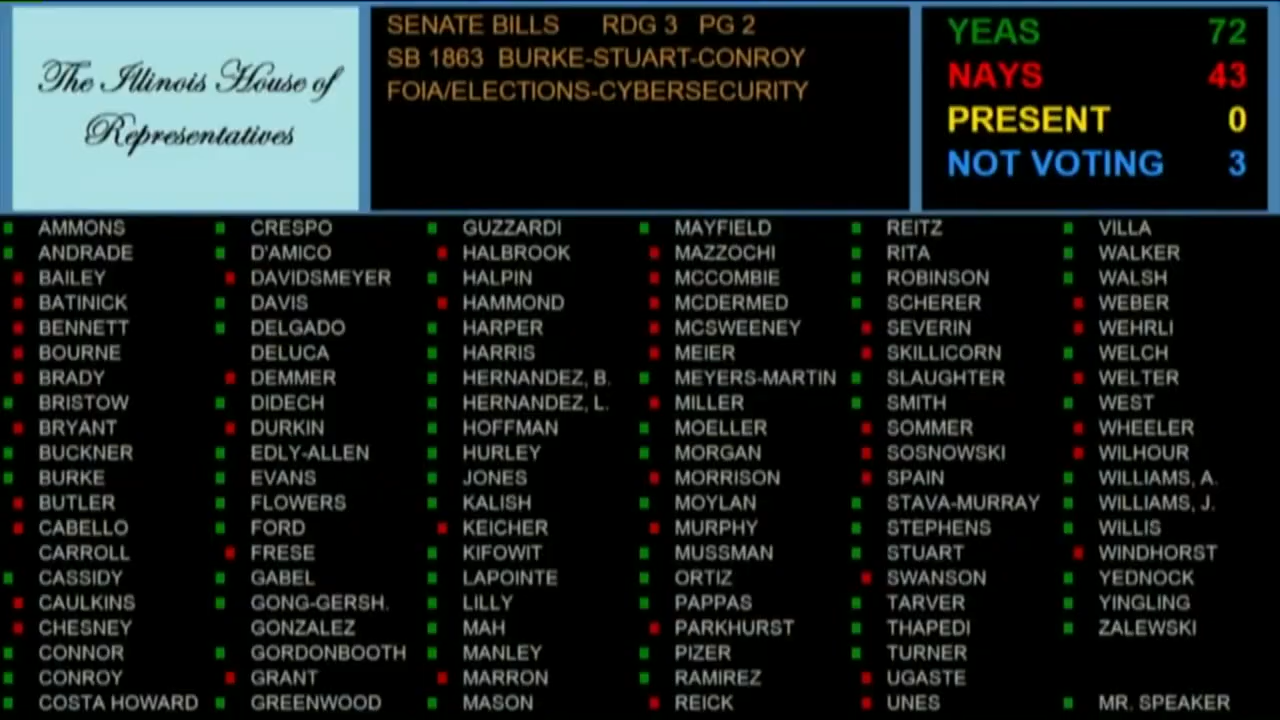 The Illinois House of
Representatives
SENATE BILLS RDG 3 PG 2
SB 1863 BURKE-STUART-CONROY
FOIA/ELECTIONS-CYBERSECURITY
YEAS 72
NAYS 43
PRESENT 0
NOT VOTING 3
AMMONS CRESPO GUZZARDI MAYFIELD REITZ VILLA
ANDRADE D'AMICO HALBROOK MAZZOCHI RITA WALKER
BAILEY DAVIDSMEYER HALPIN MCCOMBIE ROBINSON WALSH
BATINICK DAVIS HAMMOND MCDERMED SCHERER WEBER
BENNETT DELGADO HARPER MCSWEENEY SEVERIN WEHRLI
BOURNE DELUCA HARRIS MEIER SKILLICORN WELCH
BRADY DEMMER HERNANDEZ, B. MEYERS-MARTIN SLAUGHTER WELTER
BRISTOW DIDECH HERNANDEZ, L. MILLER SMITH WEST
BRYANT DURKIN HOFFMAN MOELLER SOMMER WHEELER
BUCKNER EDLY-ALLEN HURLEY MORGAN SOSNOWSKI WILHOUR
BURKE EVANS JONES MORRISON SPAIN WILLIAMS, A.
BUTLER FLOWERS KALISH MOYLAN STAVA-MURRAY WILLIAMS, J.
CABELLO FORD KEICHER MURPHY STEPHENS WILLIS
CARROLL FRESE KIFOWIT MUSSMAN STUART WINDHORST
CASSIDY GABEL LAPOINTE ORTIZ SWANSON YEDNOCK
CAULKINS GONG-GERSH. LILLY PAPPAS TARVER YINGLING
CHESNEY GONZALEZ MAH PARKHURST THAPEDI ZALEWSKI
CONNOR GORDONBOOTH MANLEY PIZER TURNER
CONROY GRANT MARRON RAMIREZ UGASTE
COSTA HOWARD GREENWOOD MASON REICK UNES MR. SPEAKER